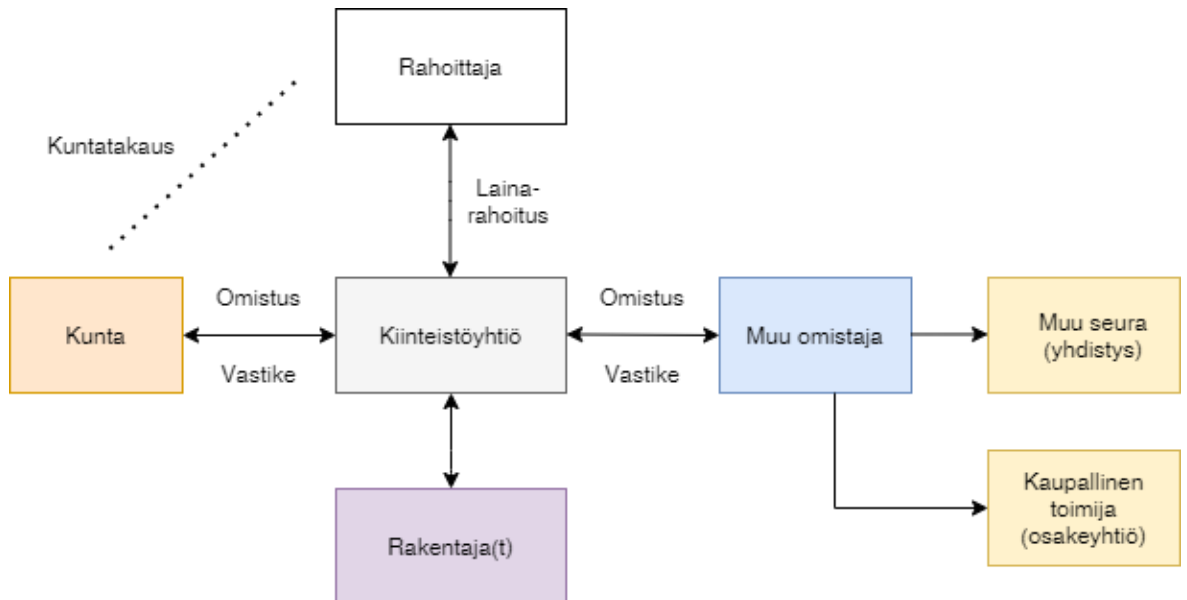 Rahoittaja
Kuntatakaus
Laina-
rahoitus
Kunta
Omistus
Vastike
Kiinteistöyhtiö
Omistus
Vastike
Muu omistaja
Muu seura
(yhdistys)
Kaupallinen
toimija
(osakeyhtiö)
Rakentaja(t)